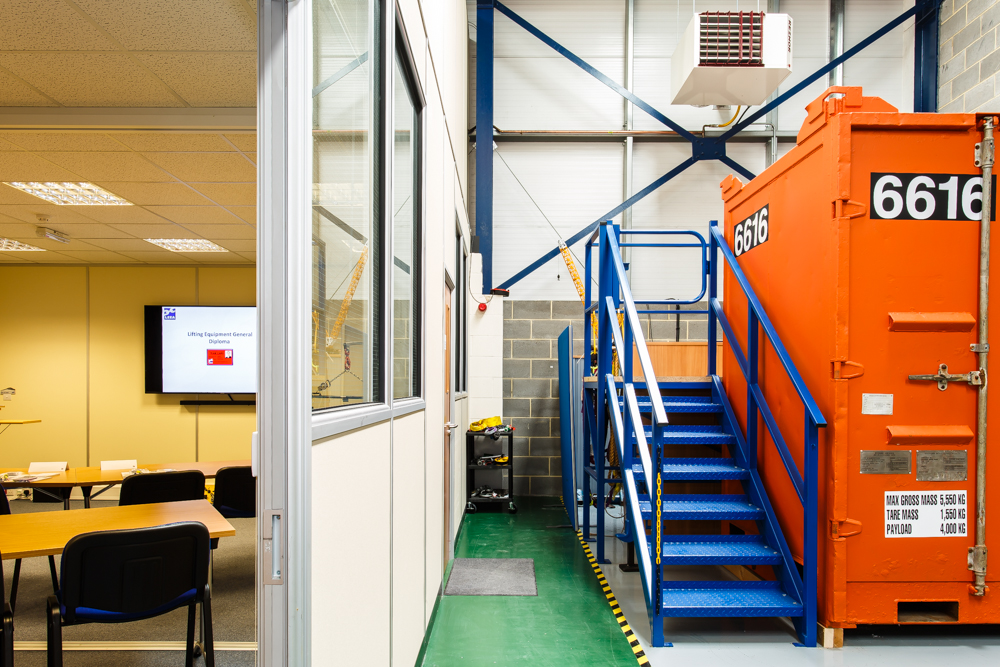 Lifting Equipment General
Diploma
6616
6616
MAX GROSS MASS 5,550 KG
TARE MASS 1,550 KG
PAYLOAD 4,000 KG